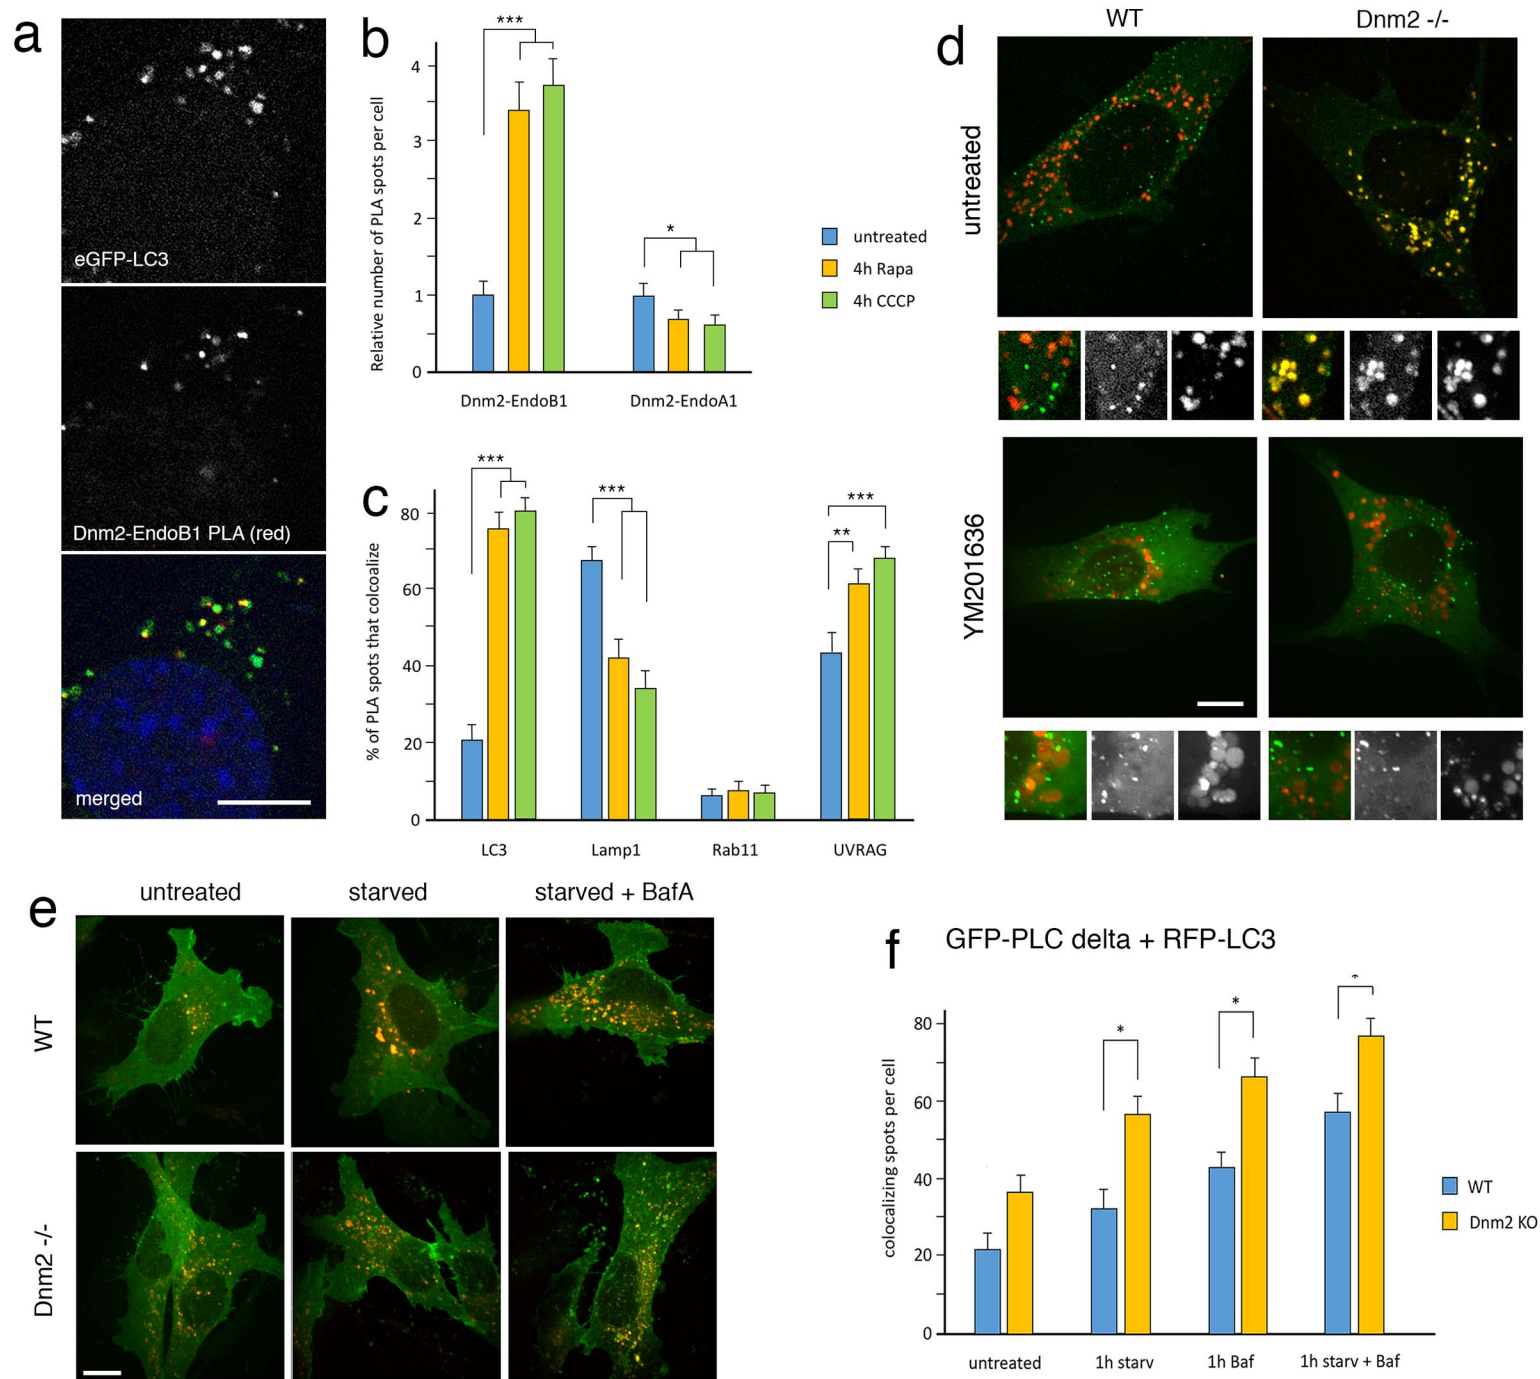 a
eGFP-LC3
Dnm2-EndoB1 PLA (red)
merged
b
***
*
Relative number of PLA spots per cell
4
3
2
1
0
Dnm2-EndoB1
Dnm2-EndoA1
untreated
4h Rapa
4h CCCP
c
***
***
**
***
% of PLA spots that colcoalize
80
60
40
20
0
LC3
Lamp1
Rab11
UVRAG
d
WT
Dnm2 -/-
untreated
YM201636
e
untreated
starved
starved + BafA
WT
Dnm2 -/-
f
GFP-PLC delta + RFP-LC3
*
*
*
colocalizing spots per cell
80
60
40
20
0
untreated
1h starv
1h Baf
1h starv + Baf
WT
Dnm2 KO